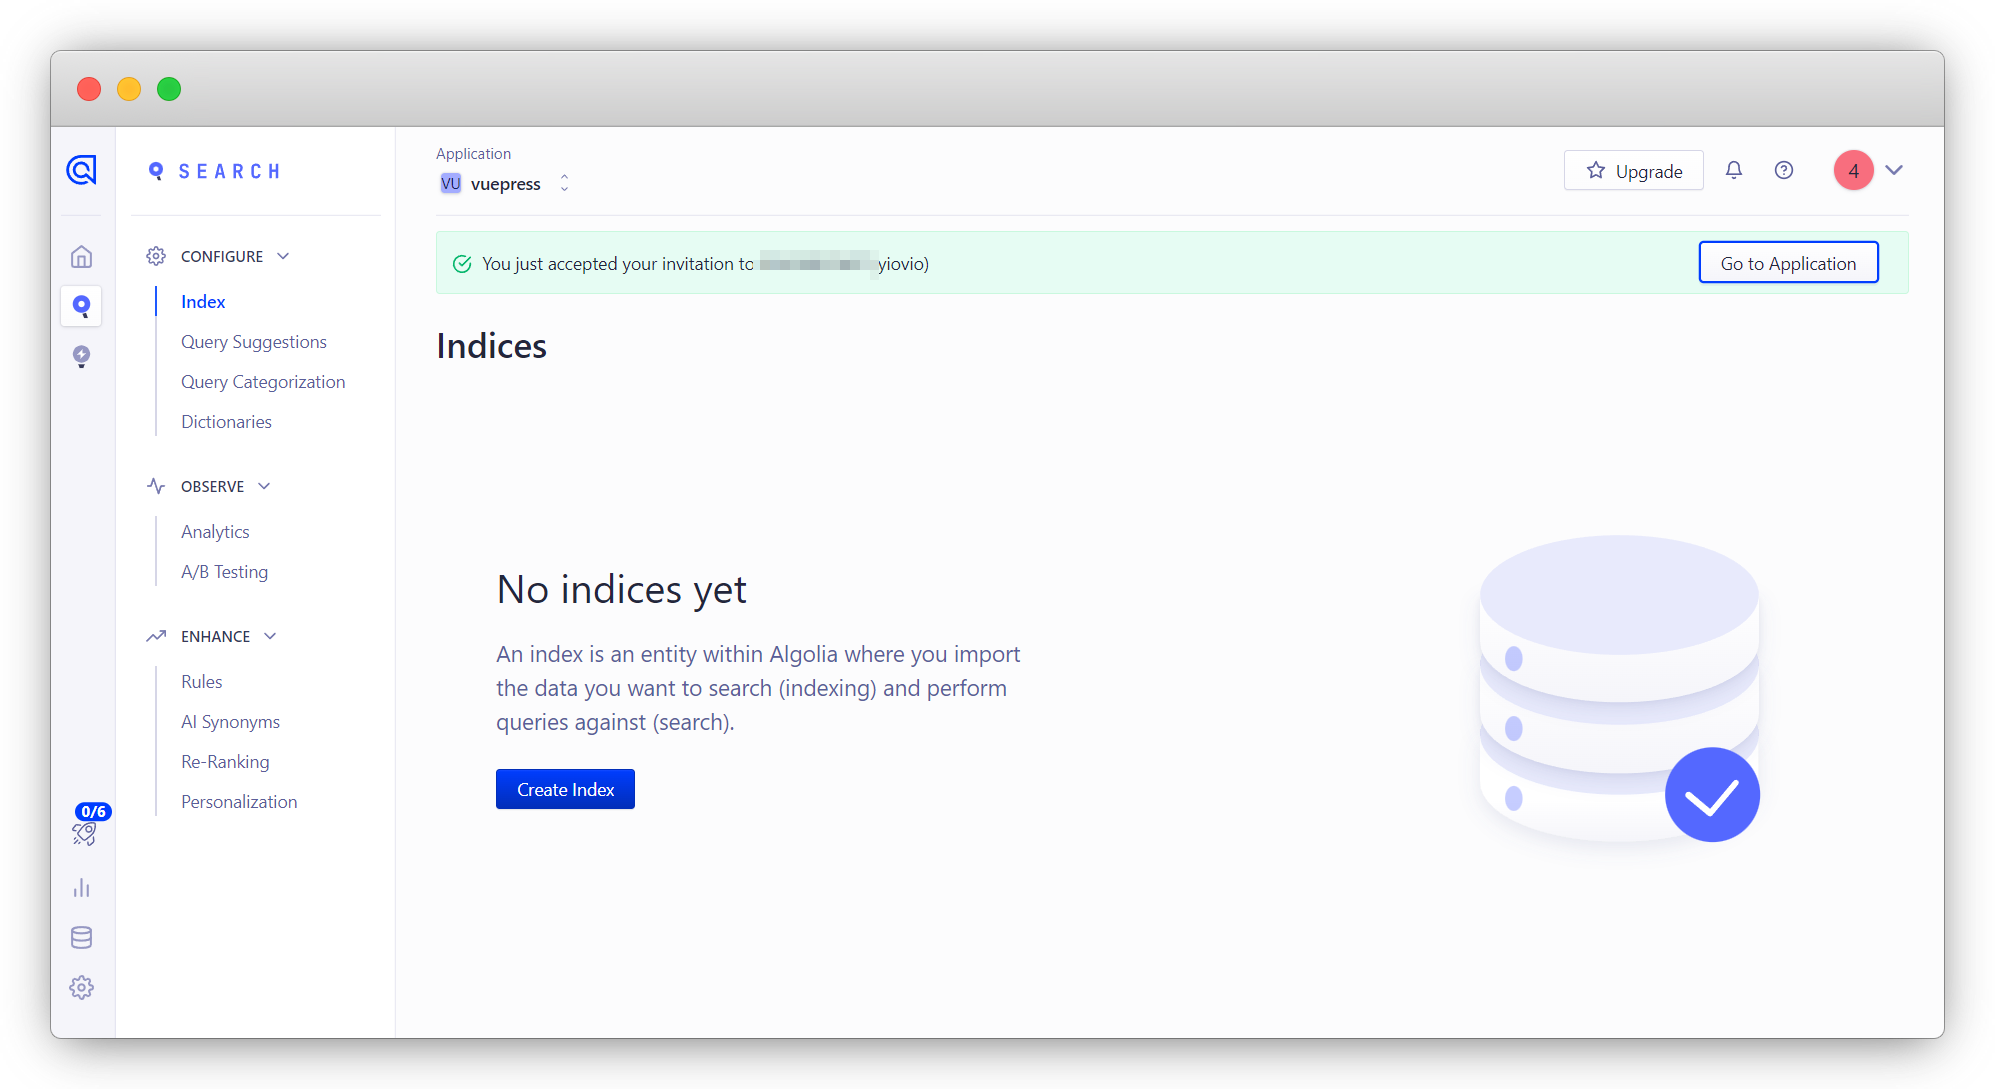 SEARCH
CONFIGURE
Index
Query Suggestions
Query Categorization
Dictionaries
OBSERVE
Analytics
A/B Testing
ENHANCE
Rules
AI Synonyms
Re-Ranking
Personalization
0/6
Application
VU vuepress
Upgrade
4
You just accepted your invitation to yiovio)
Go to Application
Indices
No indices yet
An index is an entity within Algolia where you import
the data you want to search (indexing) and perform
queries against (search).
Create Index